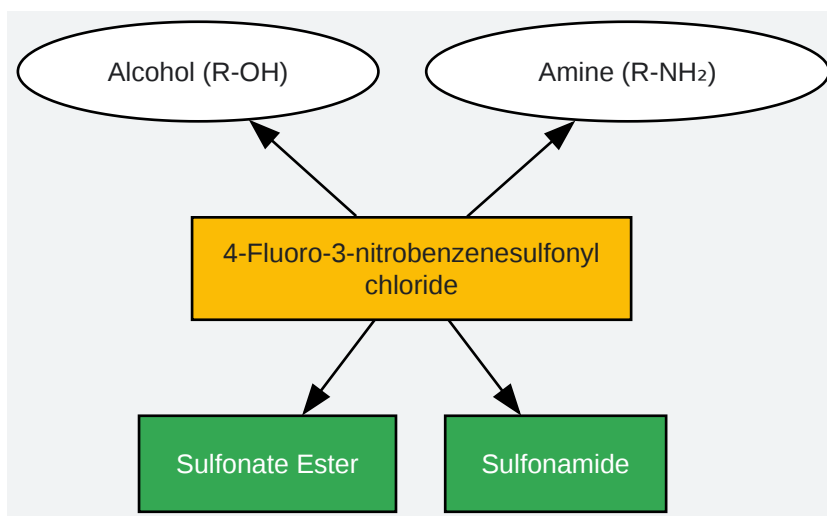 Alcohol (R-OH)
Amine (R-NH₂)
4-Fluoro-3-nitrobenzenesulfonyl
chloride
Sulfonate Ester
Sulfonamide